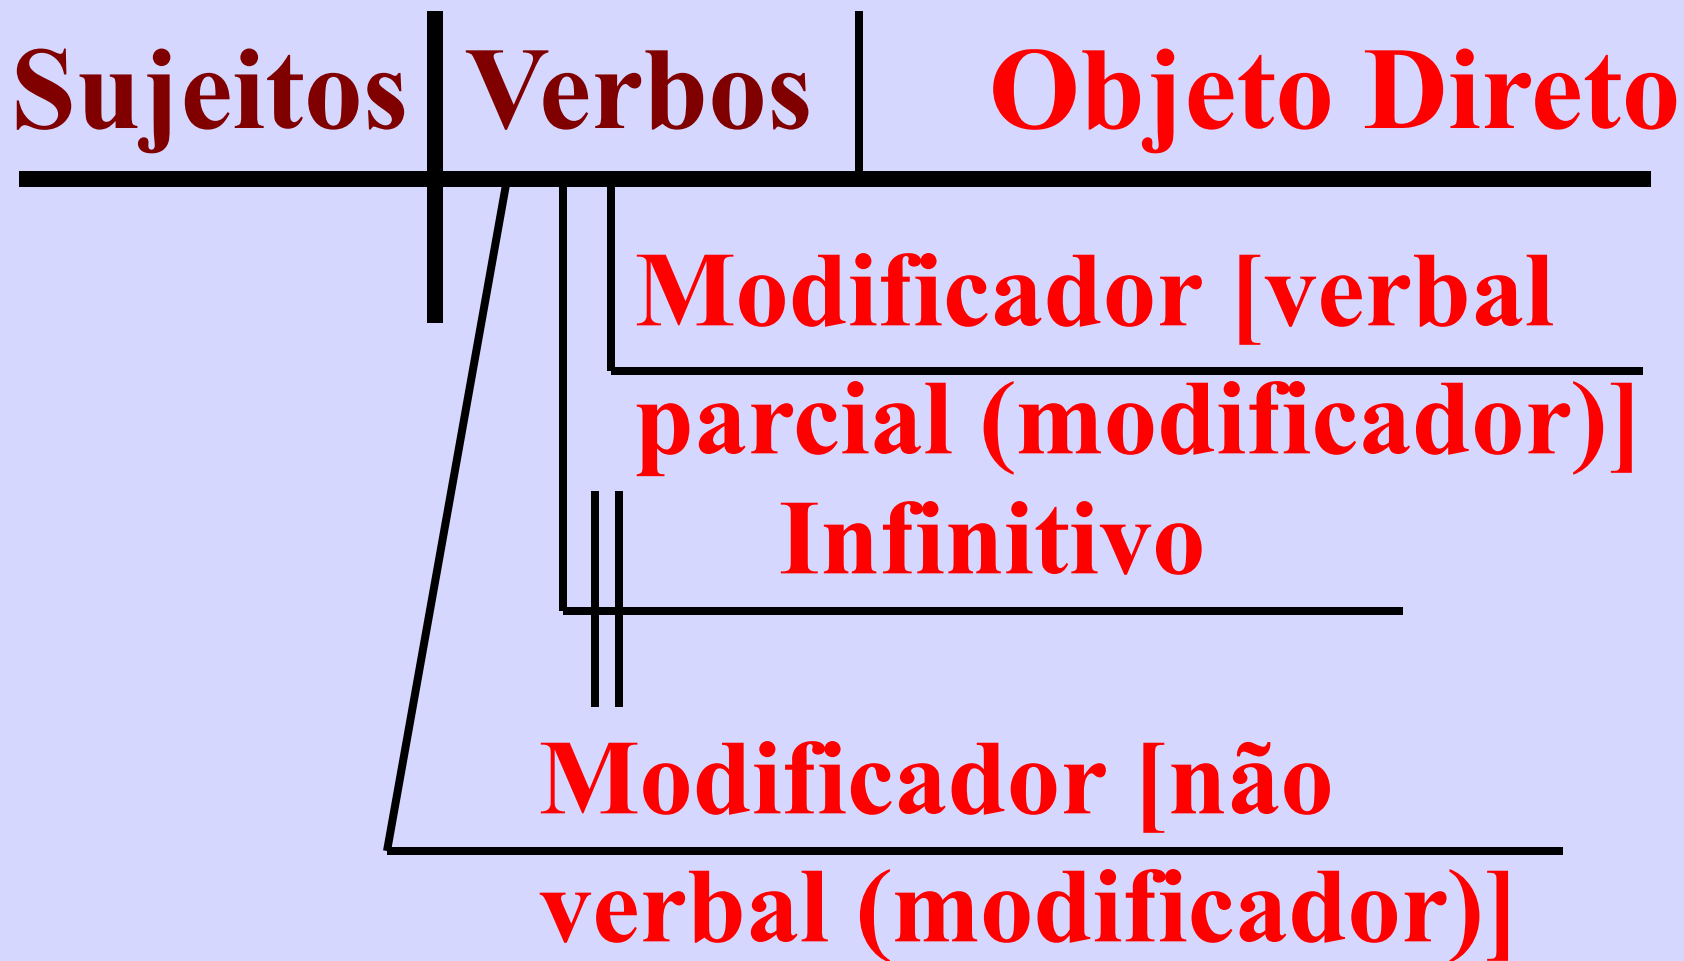 Sujeitos Verbos Objeto Direto
Modificador [verbal
parcial (modificador)]
Infinitivo
Modificador [não
verbal (modificador)]